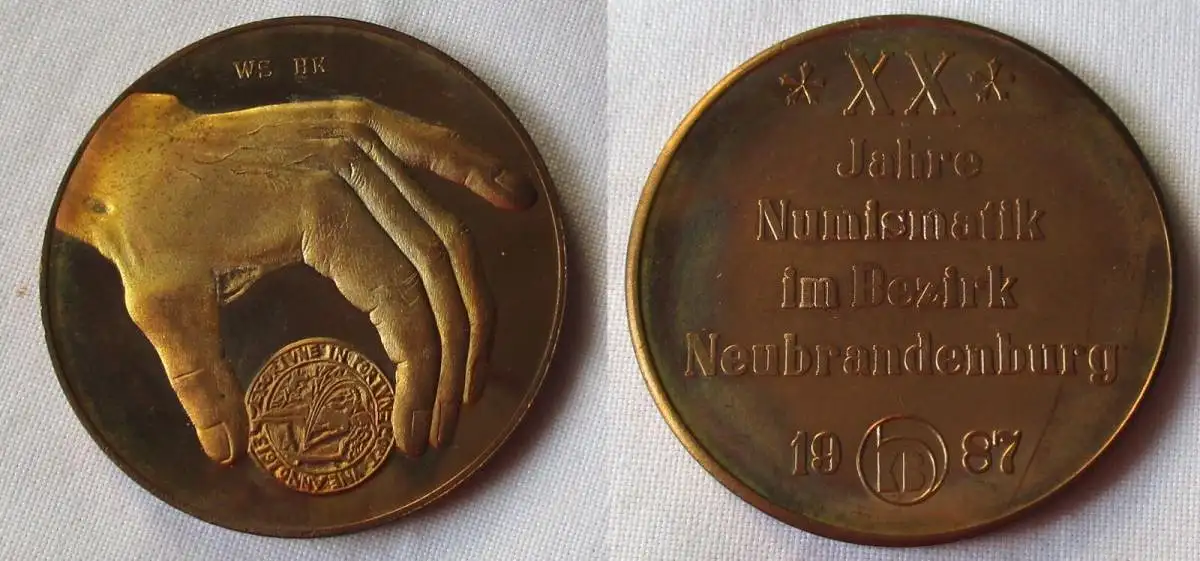 WS BK
* XX *
Jahre
Numismatik
im Bezirk
Neubrandenburg
19 KB 87